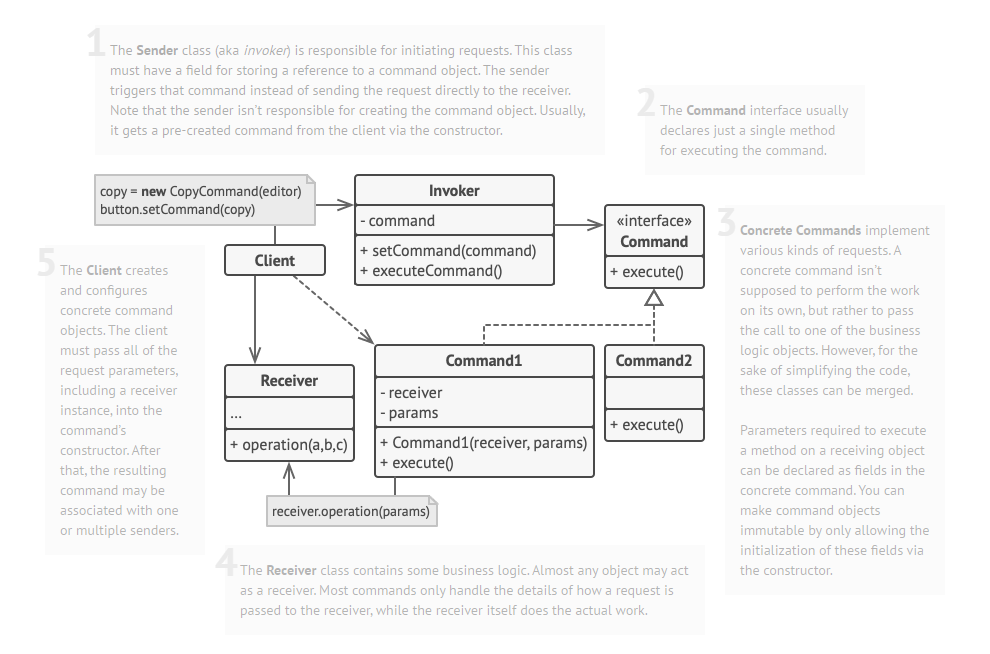 1
The Sender class (aka invoker) is responsible for initiating requests. This class
must have a field for storing a reference to a command object. The sender
triggers that command instead of sending the request directly to the receiver.
Note that the sender isn't responsible for creating the command object. Usually,
it gets a pre-created command from the client via the constructor.
2
The Command interface usually
declares just a single method
for executing the command.
copy = new CopyCommand(editor)
button.setCommand(copy)
Invoker
- command
+ setCommand(command)
+ executeCommand()
«interface»
Command
+ execute()
3
Concrete Commands implement
various kinds of requests. A
concrete command isn't
supposed to perform the work
on its own, but rather to pass
the call to one of the business
logic objects. However, for the
sake of simplifying the code,
these classes can be merged.
Parameters required to execute
a method on a receiving object
can be declared as fields in the
concrete command. You can
make command objects
immutable by only allowing the
initialization of these fields via
the constructor.
5
The Client creates
and configures
concrete command
objects. The client
must pass all of the
request parameters,
including a receiver
instance, into the
command's
constructor. After
that, the resulting
command may be
associated with one
or multiple senders.
Client
Receiver
...
+ operation(a,b,c)
Command1
- receiver
- params
+ Command1(receiver, params)
+ execute()
Command2
+ execute()
receiver.operation(params)
4
The Receiver class contains some business logic. Almost any object may act
as a receiver. Most commands only handle the details of how a request is
passed to the receiver, while the receiver itself does the actual work.